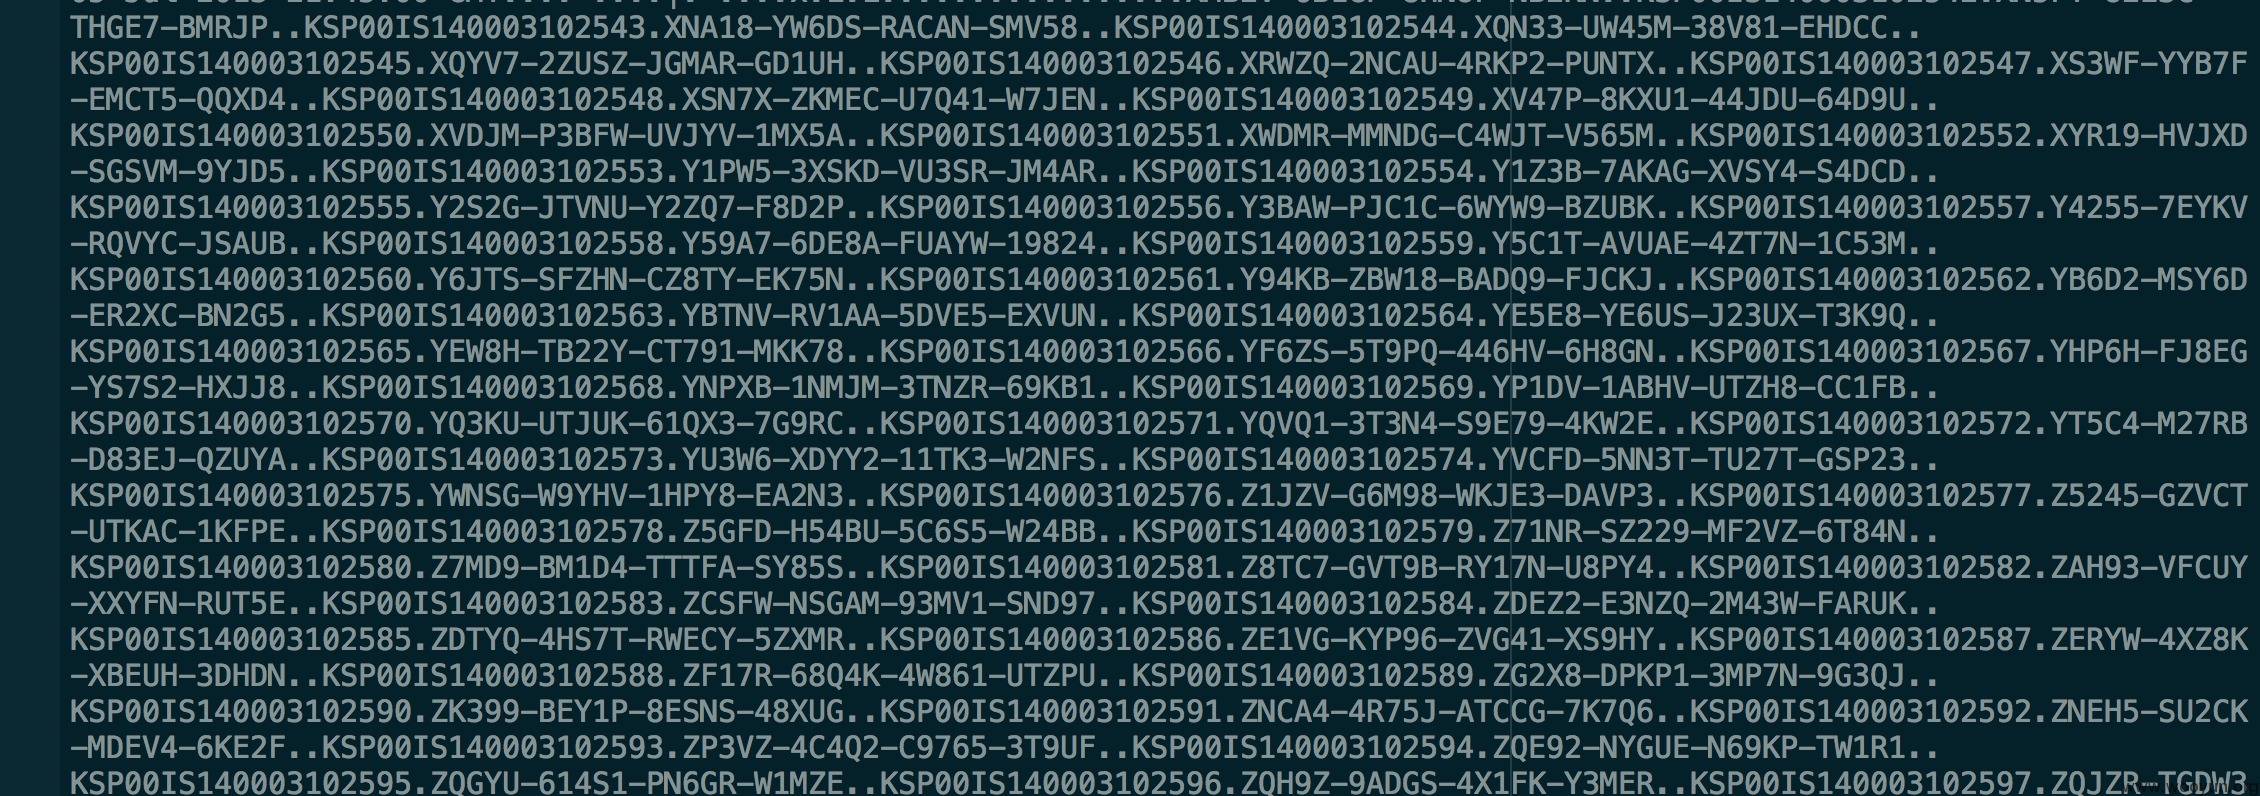 THGE7-BMRJP..KSP00IS140003102543.XNA18-YW6DS-RACAN-SMV58..KSP00IS140003102544.XQN33-UW45M-38V81-EHDCC..
KSP00IS140003102545.XQYV7-2ZUSZ-JGMAR-GD1UH..KSP00IS140003102546.XRWZQ-2NCAU-4RKP2-PUNTX..KSP00IS140003102547.XS3WF-YYB7F
-EMCT5-QQXD4..KSP00IS140003102548.XSN7X-ZKMEC-U7Q41-W7JEN..KSP00IS140003102549.XV47P-8KXU1-44JDU-64D9U..
KSP00IS140003102550.XVDJM-P3BFW-UVJYV-1MX5A..KSP00IS140003102551.XWDMR-MMNDG-C4WJT-V565M..KSP00IS140003102552.XYR19-HVJXD
-SGSVM-9YJD5..KSP00IS140003102553.Y1PW5-3XSKD-VU3SR-JM4AR..KSP00IS140003102554.Y1Z3B-7AKAG-XVSY4-S4DCD..
KSP00IS140003102555.Y2S2G-JTVNU-Y2ZQ7-F8D2P..KSP00IS140003102556.Y3BAW-PJC1C-6WYW9-BZUBK..KSP00IS140003102557.Y4255-7EYKV
-RQVYC-JSAUB..KSP00IS140003102558.Y59A7-6DE8A-FUAYW-19824..KSP00IS140003102559.Y5C1T-AVUAE-4ZT7N-1C53M..
KSP00IS140003102560.Y6JTS-SFZHN-CZ8TY-EK75N..KSP00IS140003102561.Y94KB-ZBW18-BADQ9-FJCKJ..KSP00IS140003102562.YB6D2-MSY6D
-ER2XC-BN2G5..KSP00IS140003102563.YBTNV-RV1AA-5DVE5-EXVUN..KSP00IS140003102564.YE5E8-YE6US-J23UX-T3K9Q..
KSP00IS140003102565.YEW8H-TB22Y-CT791-MKK78..KSP00IS140003102566.YF6ZS-5T9PQ-446HV-6H8GN..KSP00IS140003102567.YHP6H-FJ8EG
-YS7S2-HXJJ8..KSP00IS140003102568.YNPXB-1NMJM-3TNZR-69KB1..KSP00IS140003102569.YP1DV-1ABHV-UTZH8-CC1FB..
KSP00IS140003102570.YQ3KU-UTJUK-61QX3-7G9RC..KSP00IS140003102571.YQVQ1-3T3N4-S9E79-4KW2E..KSP00IS140003102572.YT5C4-M27RB
-D83EJ-QZUYA..KSP00IS140003102573.YU3W6-XDYY2-11TK3-W2NFS..KSP00IS140003102574.YVCFD-5NN3T-TU27T-GSP23..
KSP00IS140003102575.YWNSG-W9YHV-1HPY8-EA2N3..KSP00IS140003102576.Z1JZV-G6M98-WKJE3-DAVP3..KSP00IS140003102577.Z5245-GZVCT
-UTKAC-1KFPE..KSP00IS140003102578.Z5GFD-H54BU-5C6S5-W24BB..KSP00IS140003102579.Z71NR-SZ229-MF2VZ-6T84N..
KSP00IS140003102580.Z7MD9-BM1D4-TTTFA-SY85S..KSP00IS140003102581.Z8TC7-GVT9B-RY17N-U8PY4..KSP00IS140003102582.ZAH93-VFCUY
-XXYFN-RUT5E..KSP00IS140003102583.ZCSFW-NSGAM-93MV1-SND97..KSP00IS140003102584.ZDEZ2-E3NZQ-2M43W-FARUK..
KSP00IS140003102585.ZDTYQ-4HS7T-RWECY-5ZXMR..KSP00IS140003102586.ZE1VG-KYP96-ZVG41-XS9HY..KSP00IS140003102587.ZERYW-4XZ8K
-XBEUH-3DHDN..KSP00IS140003102588.ZF17R-68Q4K-4W861-UTZPU..KSP00IS140003102589.ZG2X8-DPKP1-3MP7N-9G3QJ..
KSP00IS140003102590.ZK399-BEY1P-8ESNS-48XUG..KSP00IS140003102591.ZNCA4-4R75J-ATCCG-7K7Q6..KSP00IS140003102592.ZNEH5-SU2CK
-MDEV4-6KE2F..KSP00IS140003102593.ZP3VZ-4C4Q2-C9765-3T9UF..KSP00IS140003102594.ZQE92-NYGUE-N69KP-TW1R1..
KSP00IS140003102595.ZQGYU-614S1-PN6GR-W1MZE..KSP00IS140003102596.ZQH9Z-9ADGS-4X1FK-Y3MER..KSP00IS140003102597.ZQJZR-TGDW3